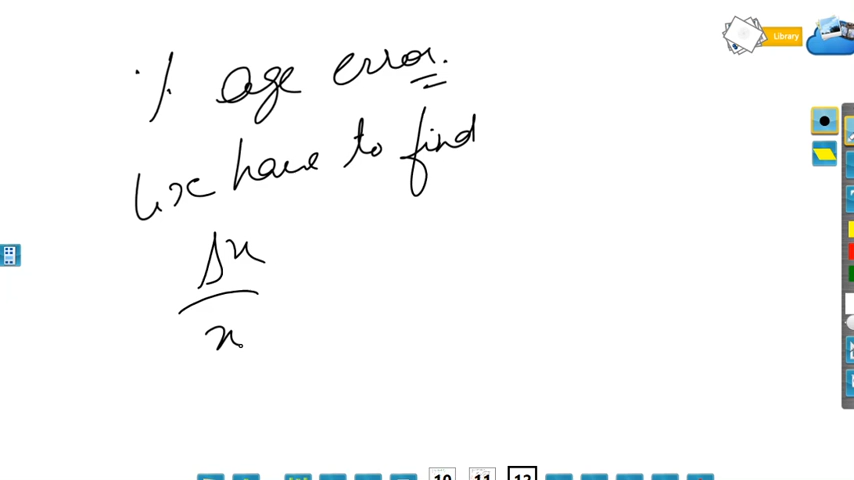 Library
% age error.
we have to find
Δx
x
10 11 12